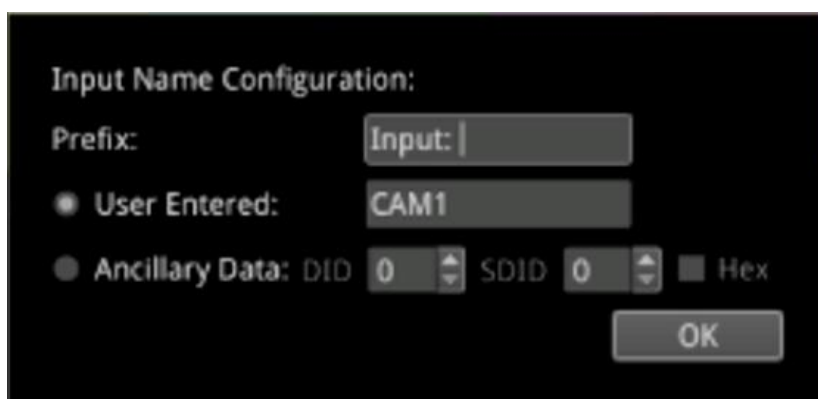 Input Name Configuration:
Prefix: Input:
User Entered: CAM1
Ancillary Data: DID 0 SDID 0 Hex
OK